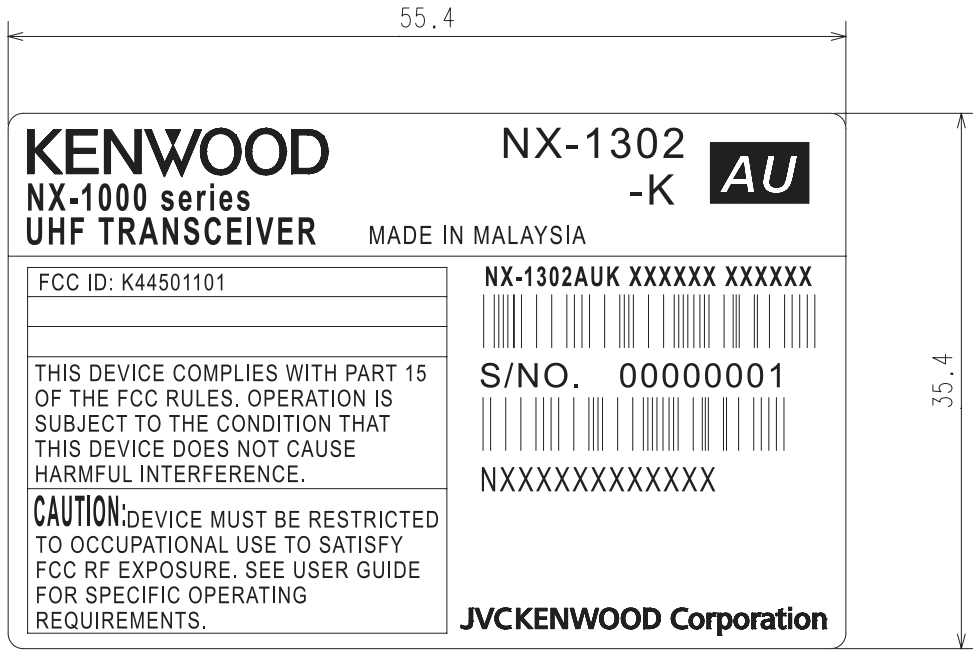 55.4
KENWOOD
NX-1000 series
UHF TRANSCEIVER
MADE IN MALAYSIA
NX-1302
-K
AU
FCC ID: K44501101
THIS DEVICE COMPLIES WITH PART 15
OF THE FCC RULES. OPERATION IS
SUBJECT TO THE CONDITION THAT
THIS DEVICE DOES NOT CAUSE
HARMFUL INTERFERENCE.
CAUTION:DEVICE MUST BE RESTRICTED
TO OCCUPATIONAL USE TO SATISFY
FCC RF EXPOSURE. SEE USER GUIDE
FOR SPECIFIC OPERATING
REQUIREMENTS.
NX-1302AUK XXXXXX XXXXXX
S/NO. 00000001
NXXXXXXXXXXXX
JVCKENWOOD Corporation
35.4